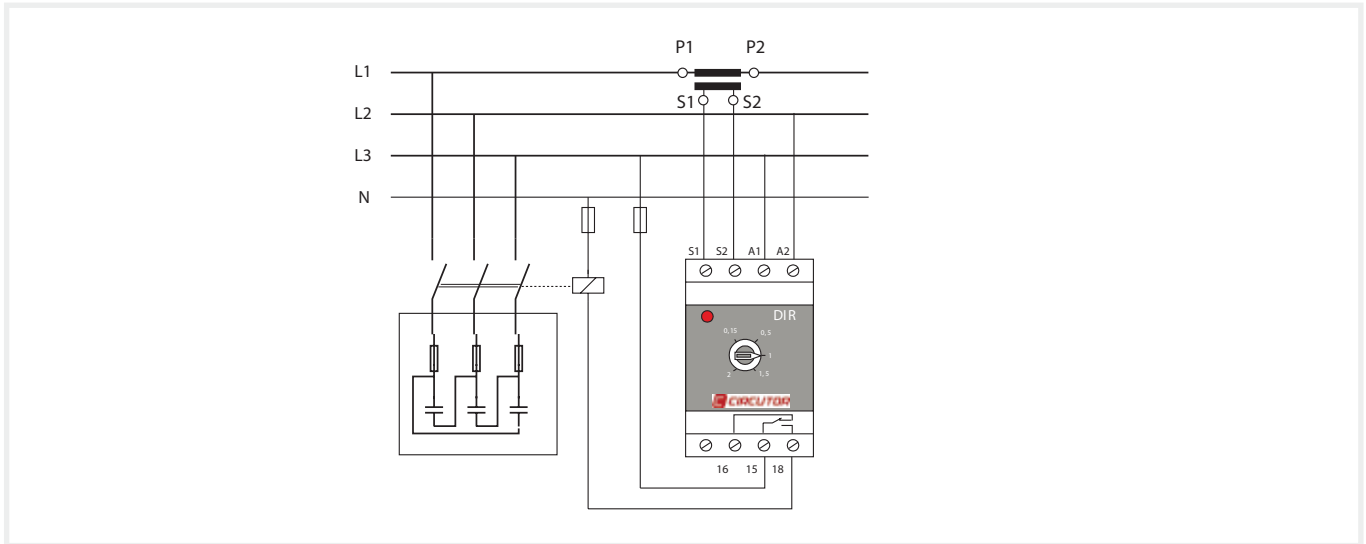 P1 P2
L1
S1 S2
L2
L3
N
S1 S2 A1 A2
DIR
0,15 0,5
1
2 1,5
CIRCUTOR
16 15 18